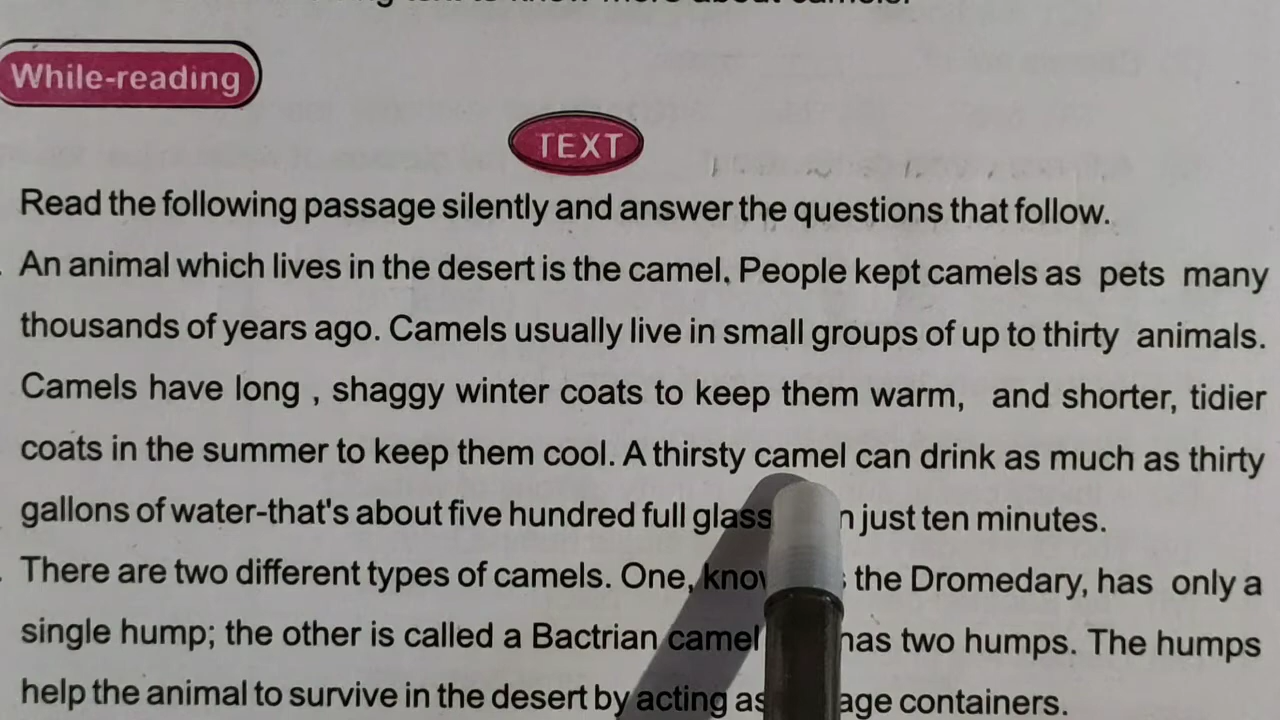 While-reading
TEXT
Read the following passage silently and answer the questions that follow.
An animal which lives in the desert is the camel. People kept camels as pets many
thousands of years ago. Camels usually live in small groups of up to thirty animals.
Camels have long , shaggy winter coats to keep them warm, and shorter, tidier
coats in the summer to keep them cool. A thirsty camel can drink as much as thirty
gallons of water-that's about five hundred full just ten minutes.
There are two different types of camels. One, the Dromedary, has only a
single hump; the other is called a Bactrian camel has two humps. The humps
help the animal to survive in the desert by acting containers.